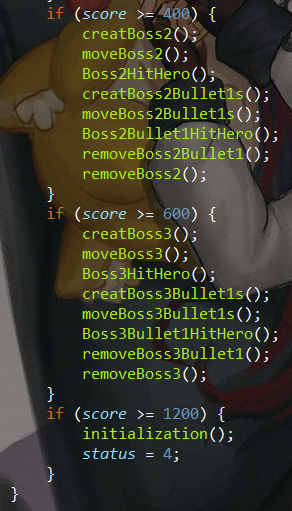 }
if (score >= 400) {
creatBoss2();
moveBoss2();
Boss2HitHero();
creatBoss2Bullet1s();
moveBoss2Bullet1s();
Boss2Bullet1HitHero();
removeBoss2Bullet1();
removeBoss2();
}
if (score >= 600) {
creatBoss3();
moveBoss3();
Boss3HitHero();
creatBoss3Bullet1s();
moveBoss3Bullet1s();
Boss3Bullet1HitHero();
removeBoss3Bullet1();
removeBoss3();
}
if (score >= 1200) {
initialization();
status = 4;
}
}